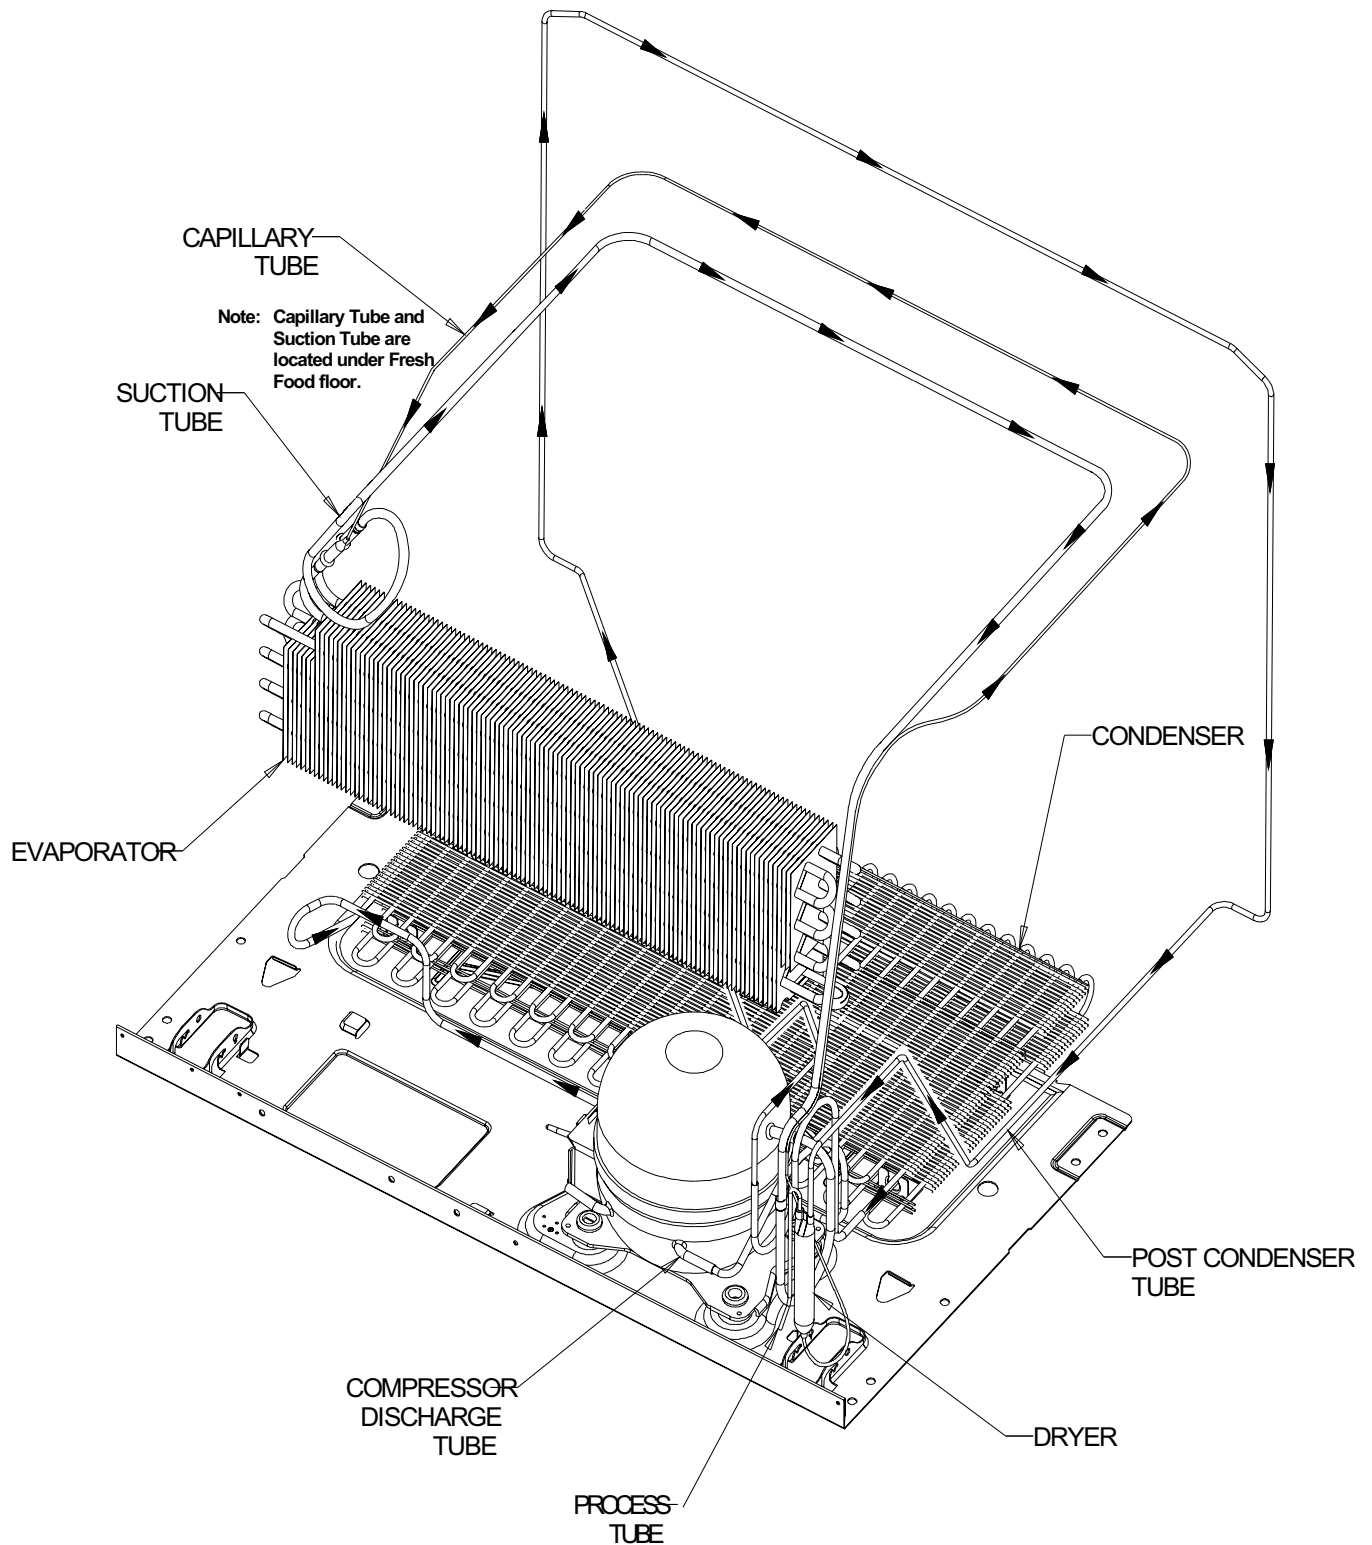 CAPILLARY
TUBE
Note: Capillary Tube and
Suction Tube are
located under Fresh
Food floor.
SUCTION
TUBE
CONDENSER
EVAPORATOR
POST CONDENSER
TUBE
COMPRESSOR
DISCHARGE
TUBE
DRYER
PROCESS
TUBE